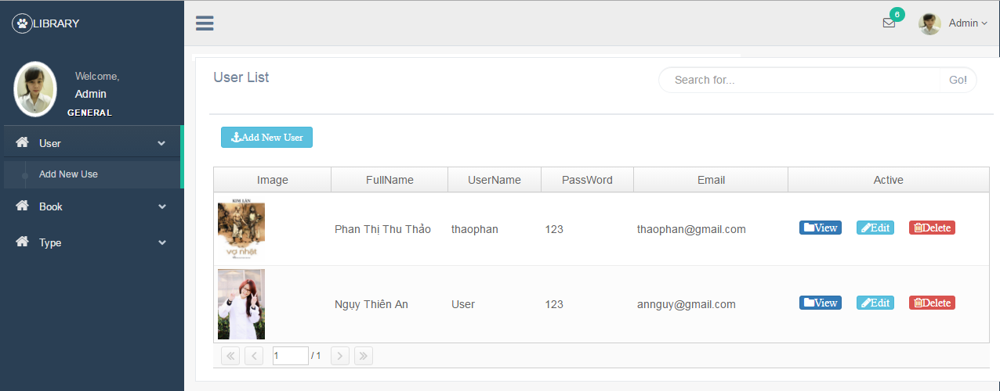 LIBRARY
6
Admin
Welcome,
Admin
GENERAL
User
Add New Use
Book
Type
User List
Search for...
Go!
Add New User
Image FullName UserName PassWord Email Active
KIM LÂN
vợ nhặt
Phan Thị Thu Thảo thaophan 123 thaophan@gmail.com View Edit Delete
Ngụy Thiên An User 123 annguy@gmail.com View Edit Delete
1 / 1